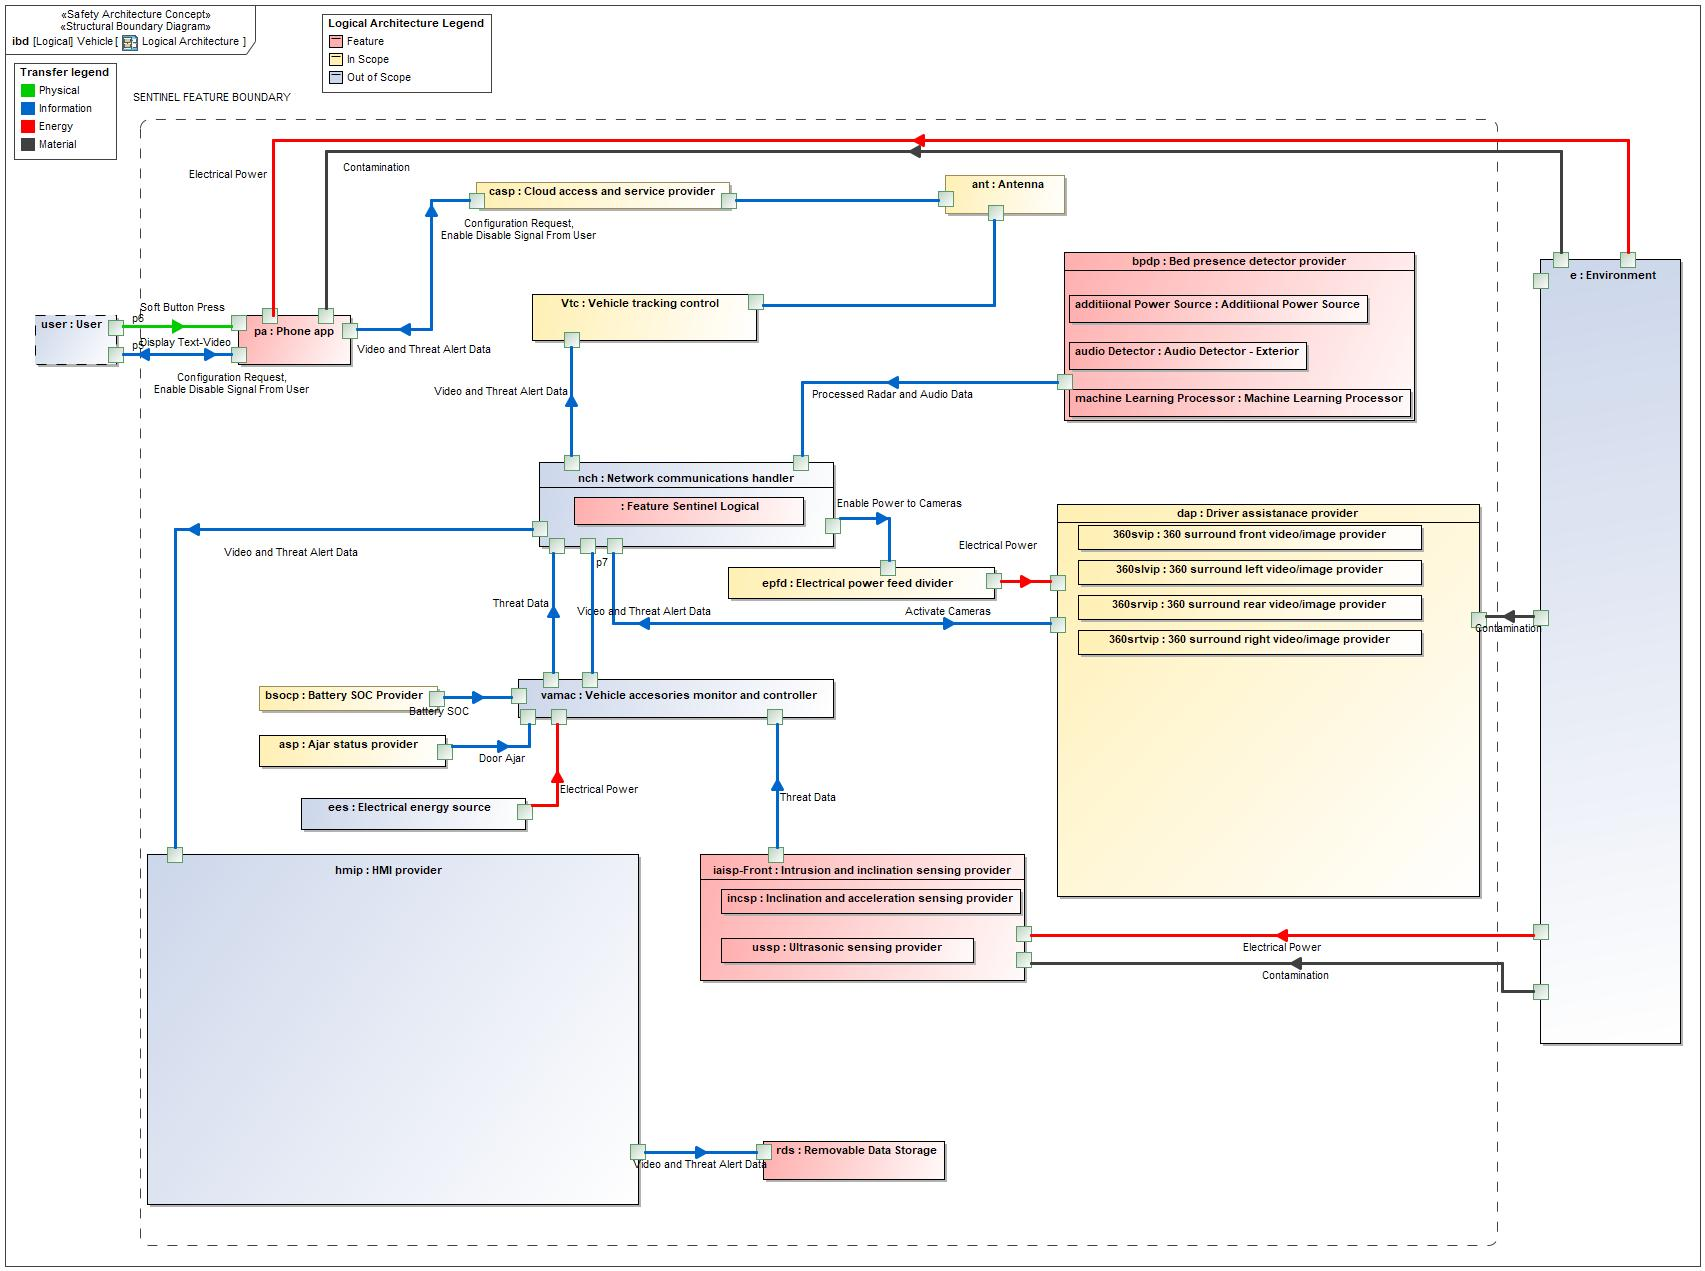 «Safety Architecture Concept»
«Structural Boundary Diagram»
ibd [Logical] Vehicle[ Logical Architecture ]
Logical Architecture Legend
Feature
In Scope
Out of Scope
Transfer legend
Physical
Information
Energy
Material
SENTINEL FEATURE BOUNDARY
Electrical Power
Contamination
casp : Cloud access and service provider
ant : Antenna
Configuration Request,
Enable Disable Signal From User
bpdp : Bed presence detector provider
additiional Power Source : Additiional Power Source
audio Detector : Audio Detector - Exterior
machine Learning Processor : Machine Learning Processor
e : Environment
Vtc : Vehicle tracking control
Soft Button Press
p6
user : User
pa : Phone app
Display Text-Video
p5
Video and Threat Alert Data
Configuration Request,
Enable Disable Signal From User
Video and Threat Alert Data
Processed Radar and Audio Data
nch : Network communications handler
: Feature Sentinel Logical
Enable Power to Cameras
dap : Driver assistanace provider
360svip : 360 surround front video/image provider
360slvip : 360 surround left video/image provider
360srvip : 360 surround rear video/image provider
360srtvip : 360 surround right video/image provider
Video and Threat Alert Data
Electrical Power
p7
epfd : Electrical power feed divider
Threat Data
Video and Threat Alert Data
Activate Cameras
Contamination
bsocp : Battery SOC Provider
Battery SOC
vamac : Vehicle accesories monitor and controller
asp : Ajar status provider
Door Ajar
Electrical Power
Threat Data
ees : Electrical energy source
hmip : HMI provider
iaisp-Front : Intrusion and inclination sensing provider
incsp : Inclination and acceleration sensing provider
ussp : Ultrasonic sensing provider
Electrical Power
Contamination
rds : Removable Data Storage
Video and Threat Alert Data